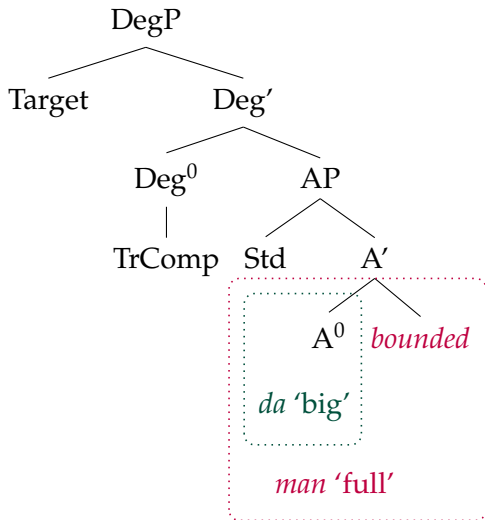 DegP
Target Deg’
Deg⁰ AP
TrComp Std A’
A⁰ bounded
da ‘big’
man ‘full’